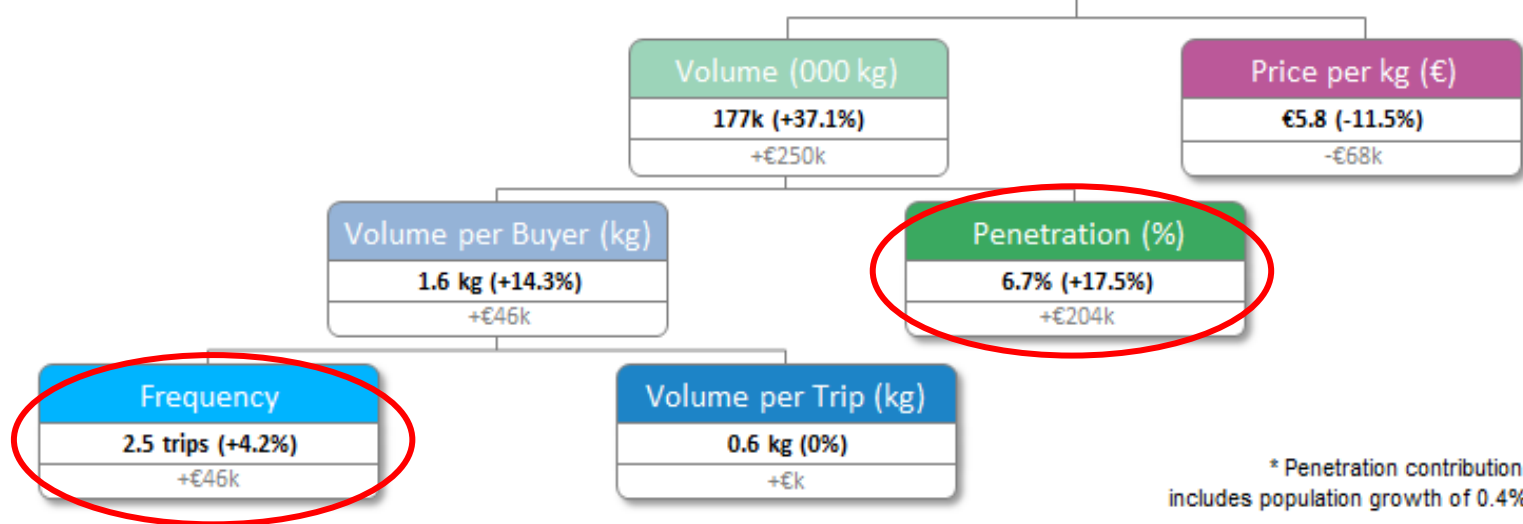 Volume (000 kg)
177k (+37.1%)
+€250k
Price per kg (€)
€5.8 (-11.5%)
-€68k
Volume per Buyer (kg)
1.6 kg (+14.3%)
+€46k
Penetration (%)
6.7% (+17.5%)
+€204k
Frequency
2.5 trips (+4.2%)
+€46k
Volume per Trip (kg)
0.6 kg (0%)
+€k
* Penetration contribution
includes population growth of 0.4%